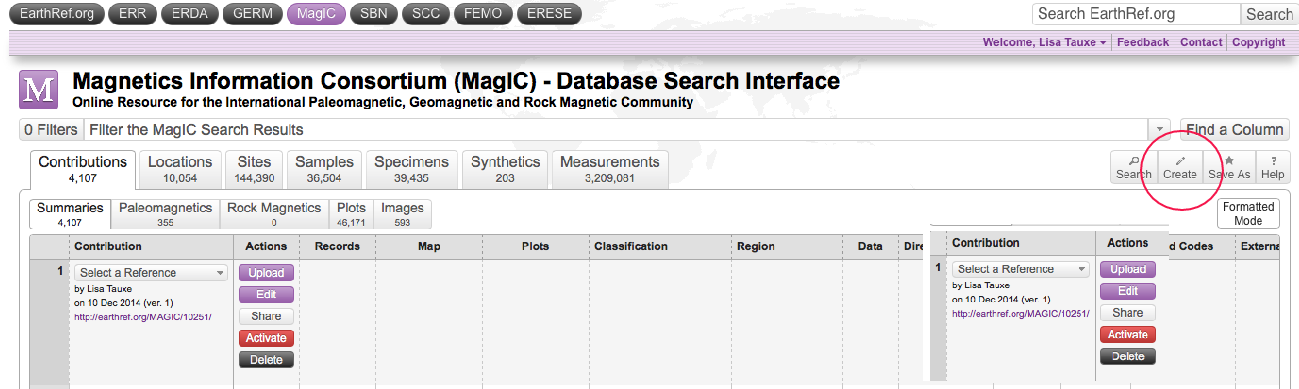 EarthRef.org ERR ERDA GERM MagIC SBN SCC FEMO ERESE Search EarthRef.org Search
Welcome, Lisa Tauxe Feedback Contact Copyright
M
Magnetics Information Consortium (MagIC) - Database Search Interface
Online Resource for the International Paleomagnetic, Geomagnetic and Rock Magnetic Community
0 Filters Filter the MagIC Search Results Find a Column
Contributions Locations Sites Samples Specimens Synthetics Measurements
4,107 10,054 144,390 36,504 39,435 203 3,209,081
Search Create Save As ? Help
Summaries Paleomagnetics Rock Magnetics Plots Images
4,107 355 0 46,171 593
Formatted
Mode
Contribution Actions Records Map Plots Classification Region Data Dire Contribution Actions d Codes Externa
1 Select a Reference Upload
by Lisa Tauxe Edit
on 10 Dec 2014 (ver. 1)
http://earthref.org/MAGIC/10251/ Share
Activate
Delete
1 Select a Reference Upload
by Lisa Tauxe Edit
on 10 Dec 2014 (ver. 1)
http://earthref.org/MAGIC/10251/ Share
Activate
Delete